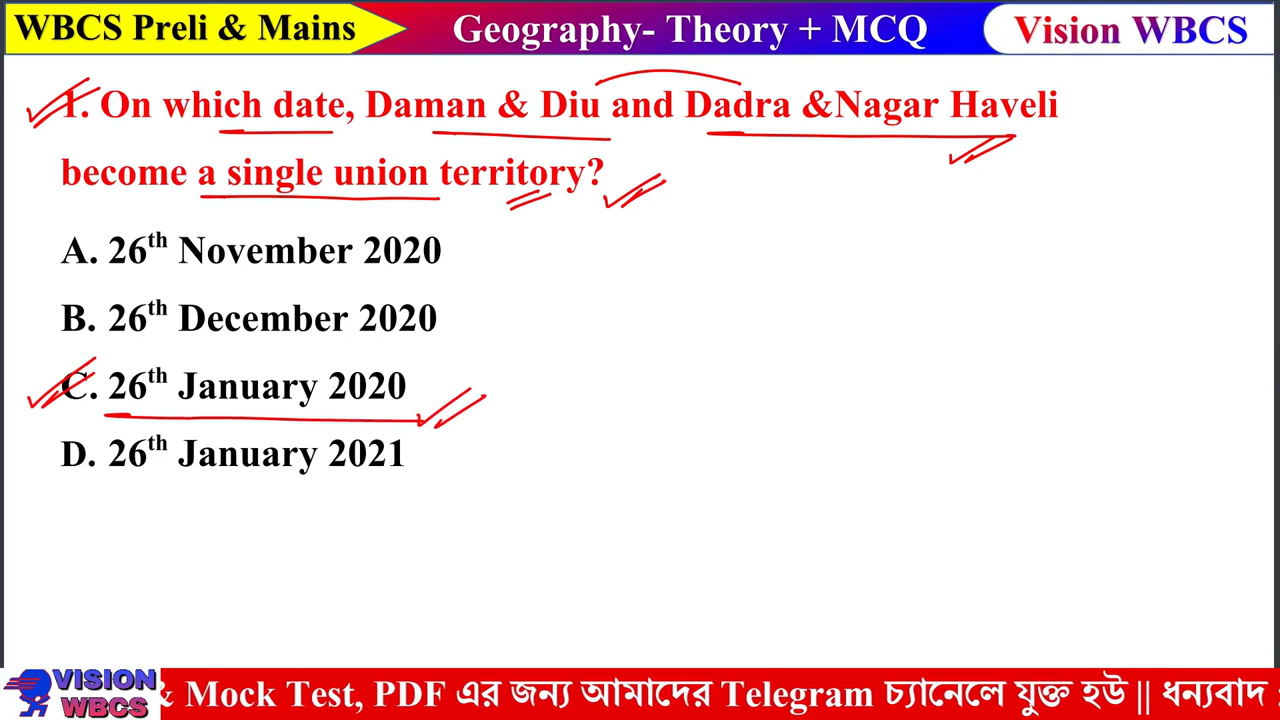 WBCS Preli & Mains
Geography- Theory + MCQ
Vision WBCS
1. On which date, Daman & Diu and Dadra &Nagar Haveli
become a single union territory?
A. 26th November 2020
B. 26th December 2020
C. 26th January 2020
D. 26th January 2021
VISION
WBCS
& Mock Test, PDF এর জন্য আমাদের Telegram চ্যানেলে যুক্ত হউ || ধন্যবাদ